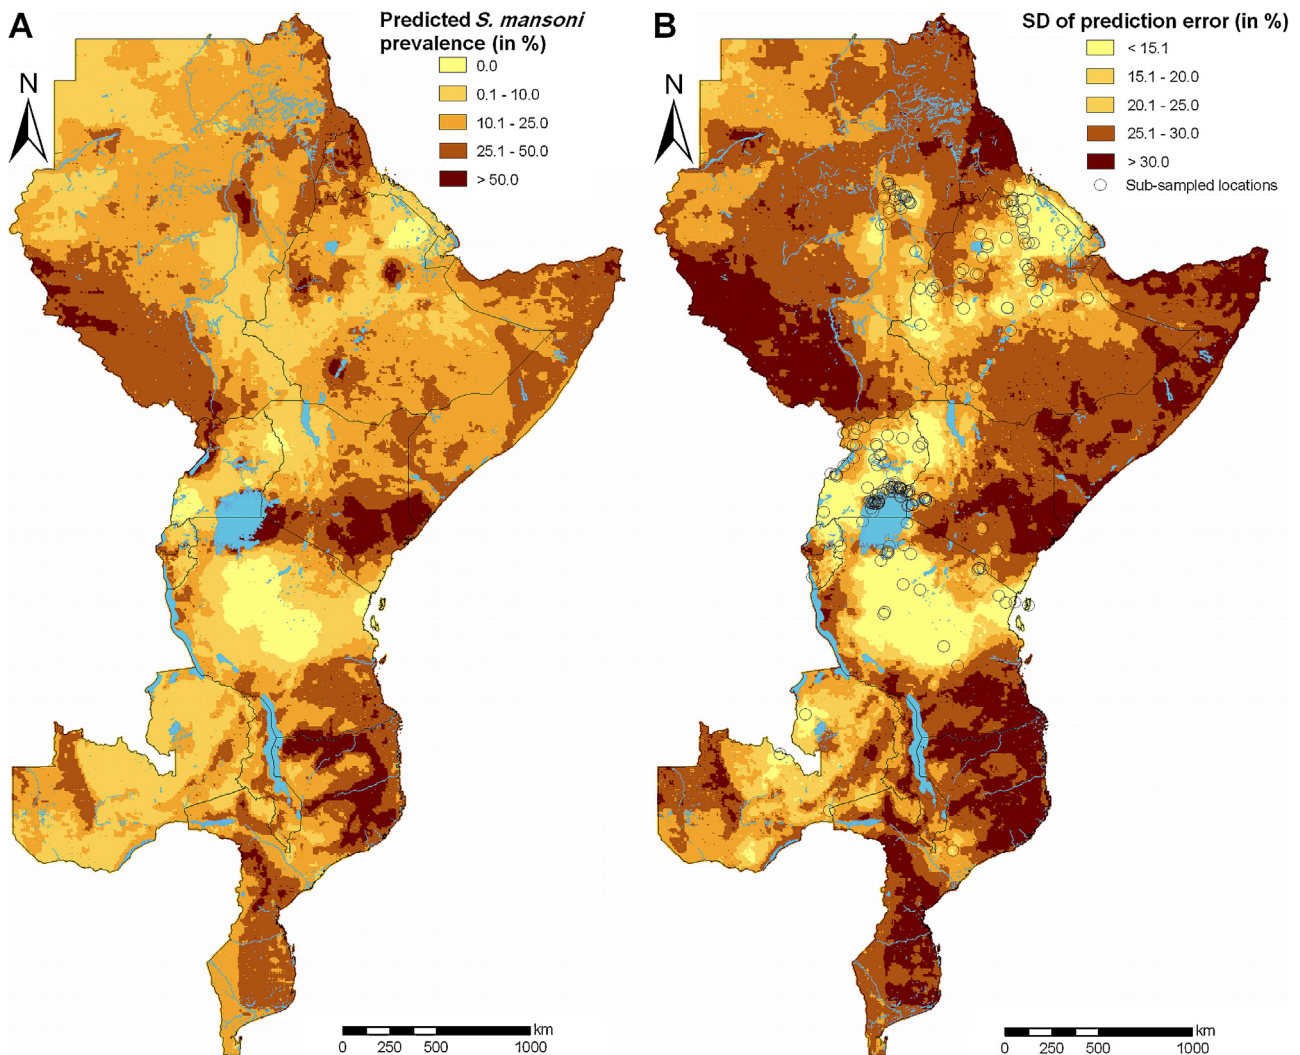 A
Predicted S. mansoni
prevalence (in %)
0.0
0.1 - 10.0
10.1 - 25.0
25.1 - 50.0
> 50.0
N
km
0 250 500 1000
B
SD of prediction error (in %)
< 15.1
15.1 - 20.0
20.1 - 25.0
25.1 - 30.0
> 30.0
Sub-sampled locations
N
km
0 250 500 1000